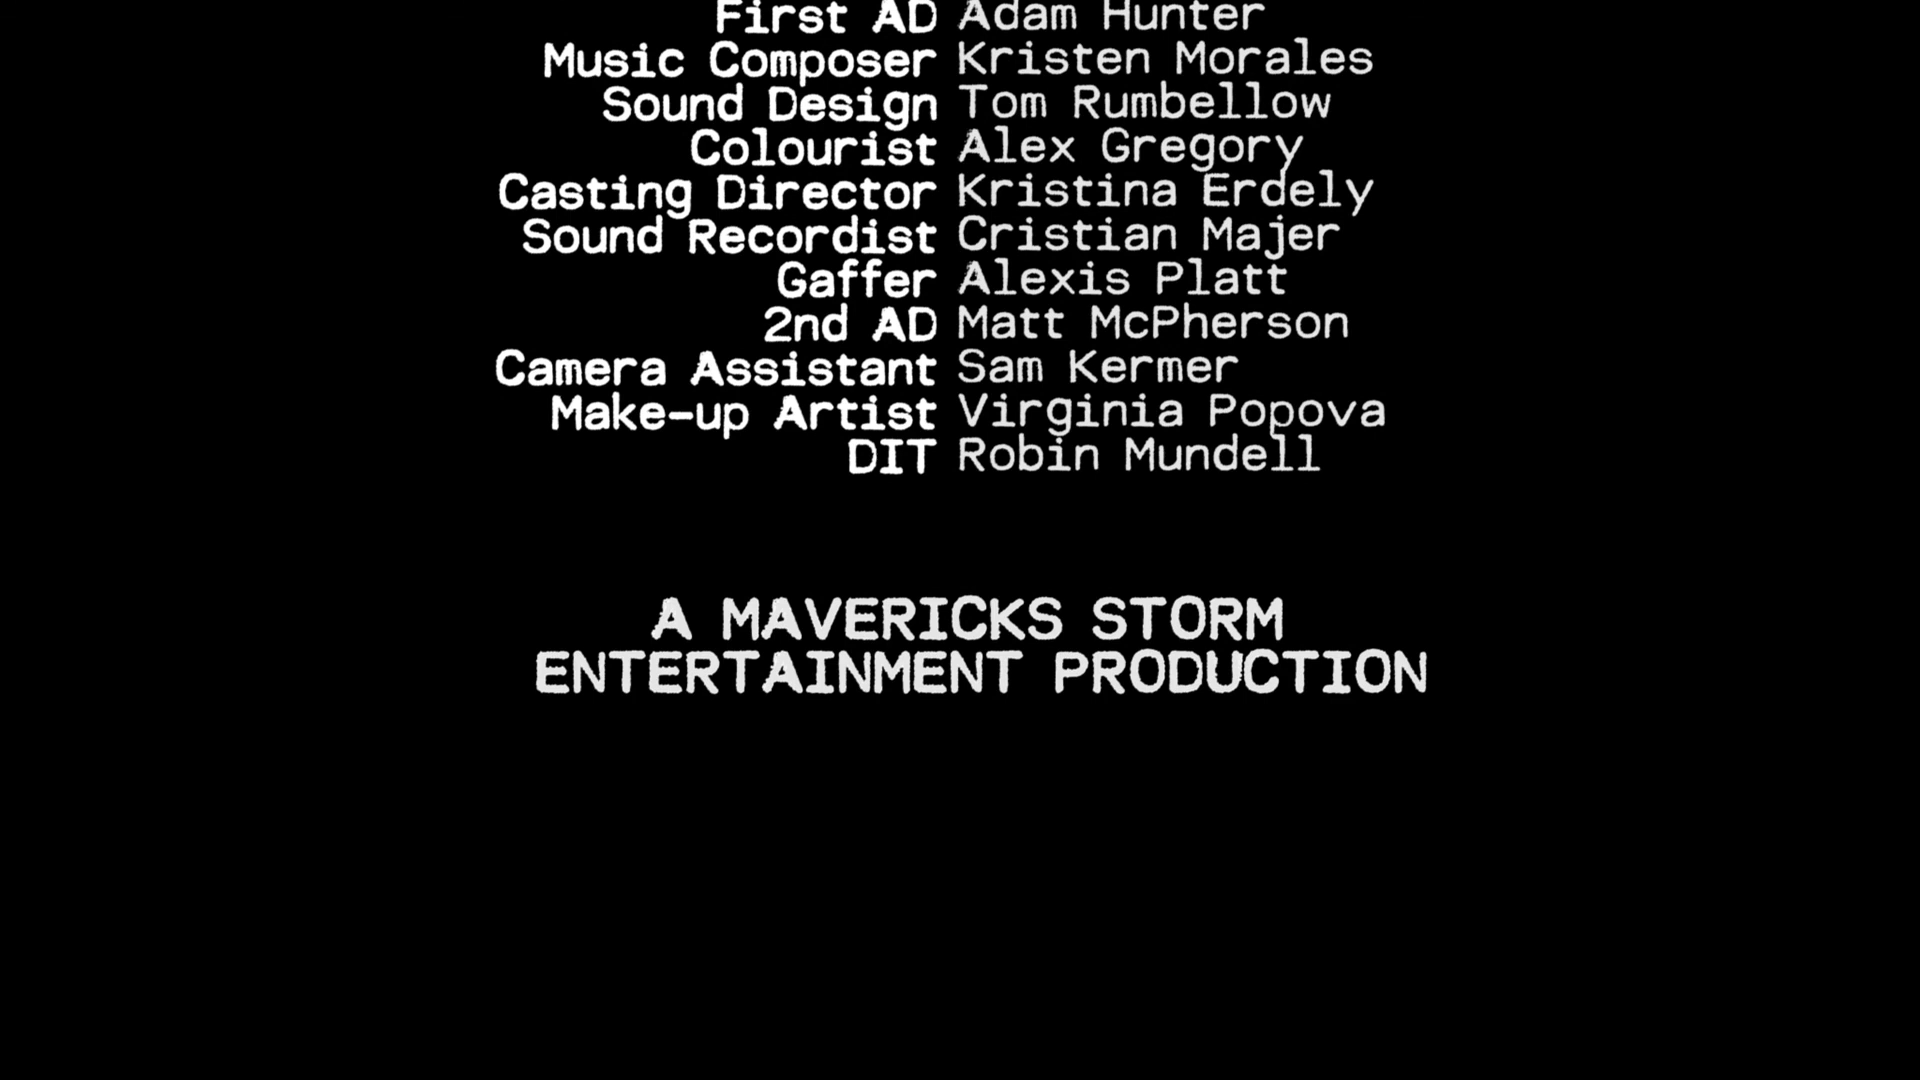 First AD Adam Hunter
Music Composer Kristen Morales
Sound Design Tom Rumbellow
Colourist Alex Gregory
Casting Director Kristina Erdely
Sound Recordist Cristian Majer
Gaffer Alexis Platt
2nd AD Matt McPherson
Camera Assistant Sam Kermer
Make-up Artist Virginia Popova
DIT Robin Mundell
A MAVERICKS STORM
ENTERTAINMENT PRODUCTION